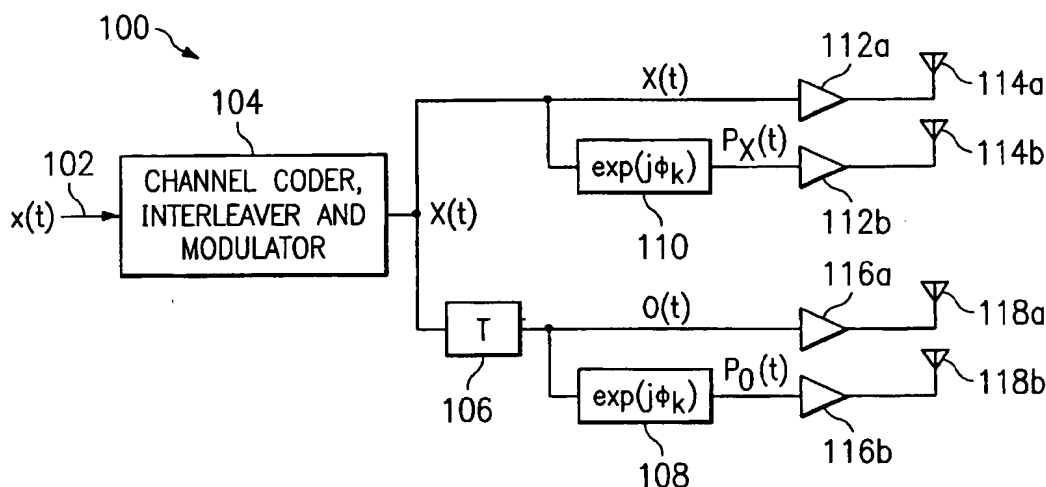 100
104
102
x(t)
CHANNEL CODER,
INTERLEAVER AND
MODULATOR
X(t)
X(t)
112a
114a
exp(jϕk)
110
PX(t)
112b
114b
T
106
O(t)
116a
118a
exp(jϕk)
108
PO(t)
116b
118b